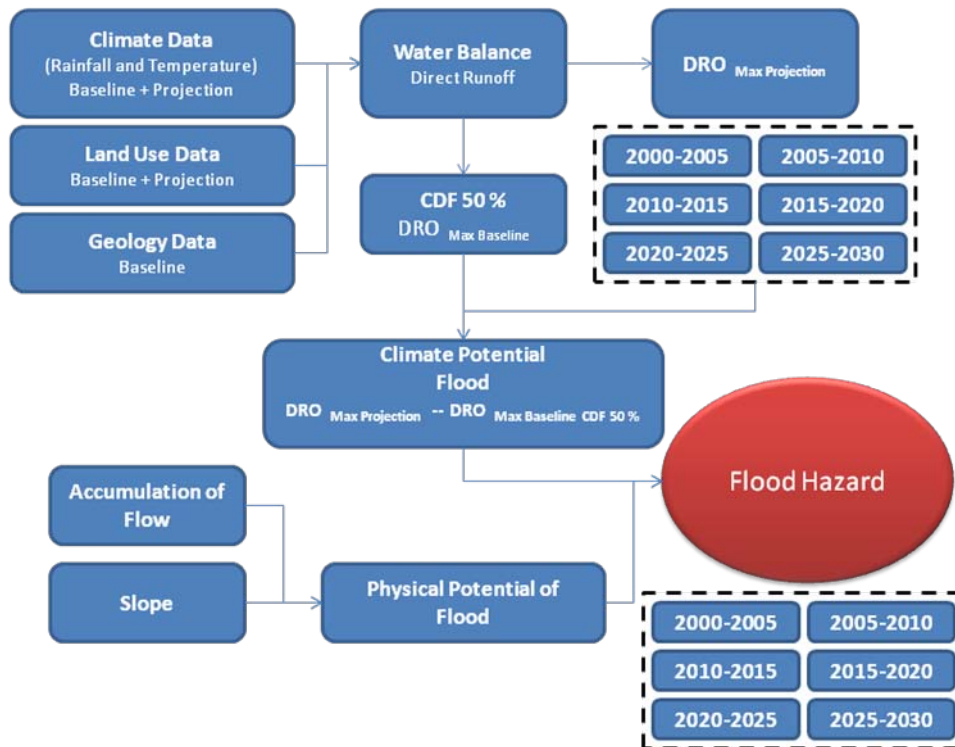 Climate Data
(Rainfall and Temperature)
Baseline + Projection
Land Use Data
Baseline + Projection
Geology Data
Baseline
Water Balance
Direct Runoff
DRO Max Projection
CDF 50 %
DRO Max Baseline
2000-2005
2005-2010
2010-2015
2015-2020
2020-2025
2025-2030
Climate Potential
Flood
DRO Max Projection -- DRO Max Baseline CDF 50 %
Flood Hazard
Accumulation of
Flow
Slope
Physical Potential of
Flood
2000-2005
2005-2010
2010-2015
2015-2020
2020-2025
2025-2030